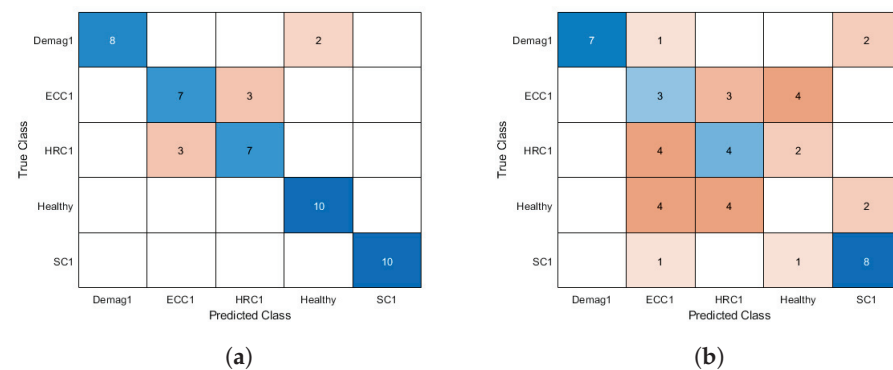 Demag1 8 2
ECC1 7 3
HRC1 3 7
Healthy 10
SC1 10
Demag1 ECC1 HRC1 Healthy SC1
Predicted Class
True Class
(a)
Demag1 7 1 2
ECC1 3 3 4
HRC1 4 4 2
Healthy 4 4 2
SC1 1 1 8
Demag1 ECC1 HRC1 Healthy SC1
Predicted Class
True Class
(b)